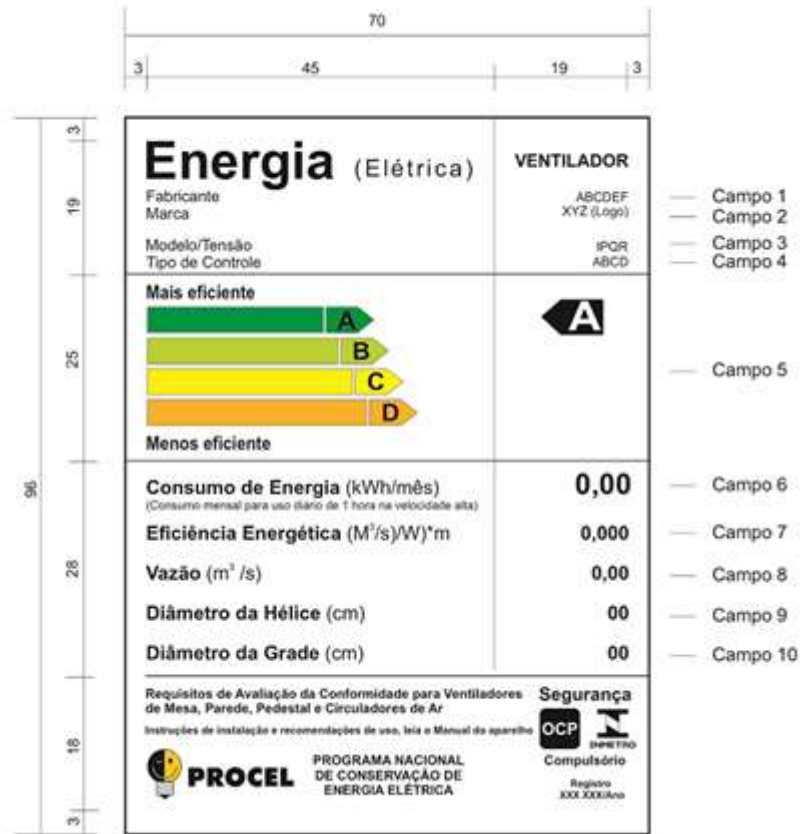 70
3 45 19 3
3
Energia (Elétrica) VENTILADOR
19
Fabricante ABCDEF Campo 1
Marca XYZ (Logo) Campo 2
Modelo/Tensão IPQR Campo 3
Tipo de Controle ABCD Campo 4
Mais eficiente
A A
B
25
C Campo 5
D
Menos eficiente
96
Consumo de Energia (kWh/mês) 0,00 Campo 6
(Consumo mensal para uso diário de 1 hora na velocidade alta)
Eficiência Energética (M³/s)/W)*m 0,000 Campo 7
28
Vazão (m³ /s) 0,00 Campo 8
Diâmetro da Hélice (cm) 00 Campo 9
Diâmetro da Grade (cm) 00 Campo 10
Requisitos de Avaliação da Conformidade para Ventiladores
de Mesa, Parede, Pedestal e Circuladores de Ar
Instruções de instalação e recomendações de uso, leia o Manual do aparelho
Segurança
OCP INMETRO
Compulsório
Registro
XXX XXX/Ano
18
PROCEL
PROGRAMA NACIONAL
DE CONSERVAÇÃO DE
ENERGIA ELÉTRICA
3